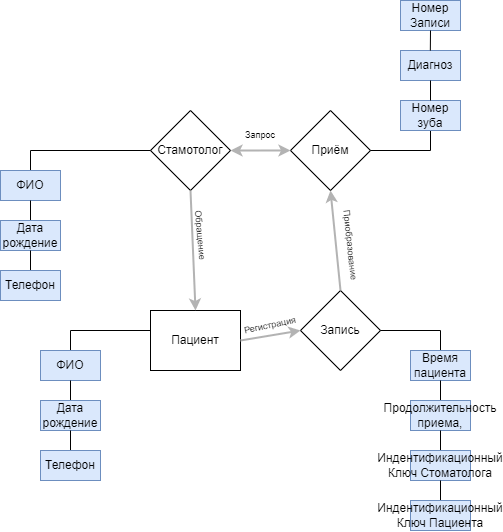 Номер
Записи
Диагноз
Номер
зуба
Запрос
Стамотолог
Приём
ФИО
Дата
рождение
Телефон
Обращение
Приобразование
Регистрация
Пациент
Запись
ФИО
Дата
рождение
Телефон
Время
пациента
Продолжительность
приема,
Индентификационный
Ключ Стоматолога
Индентификационный
Ключ Пациента